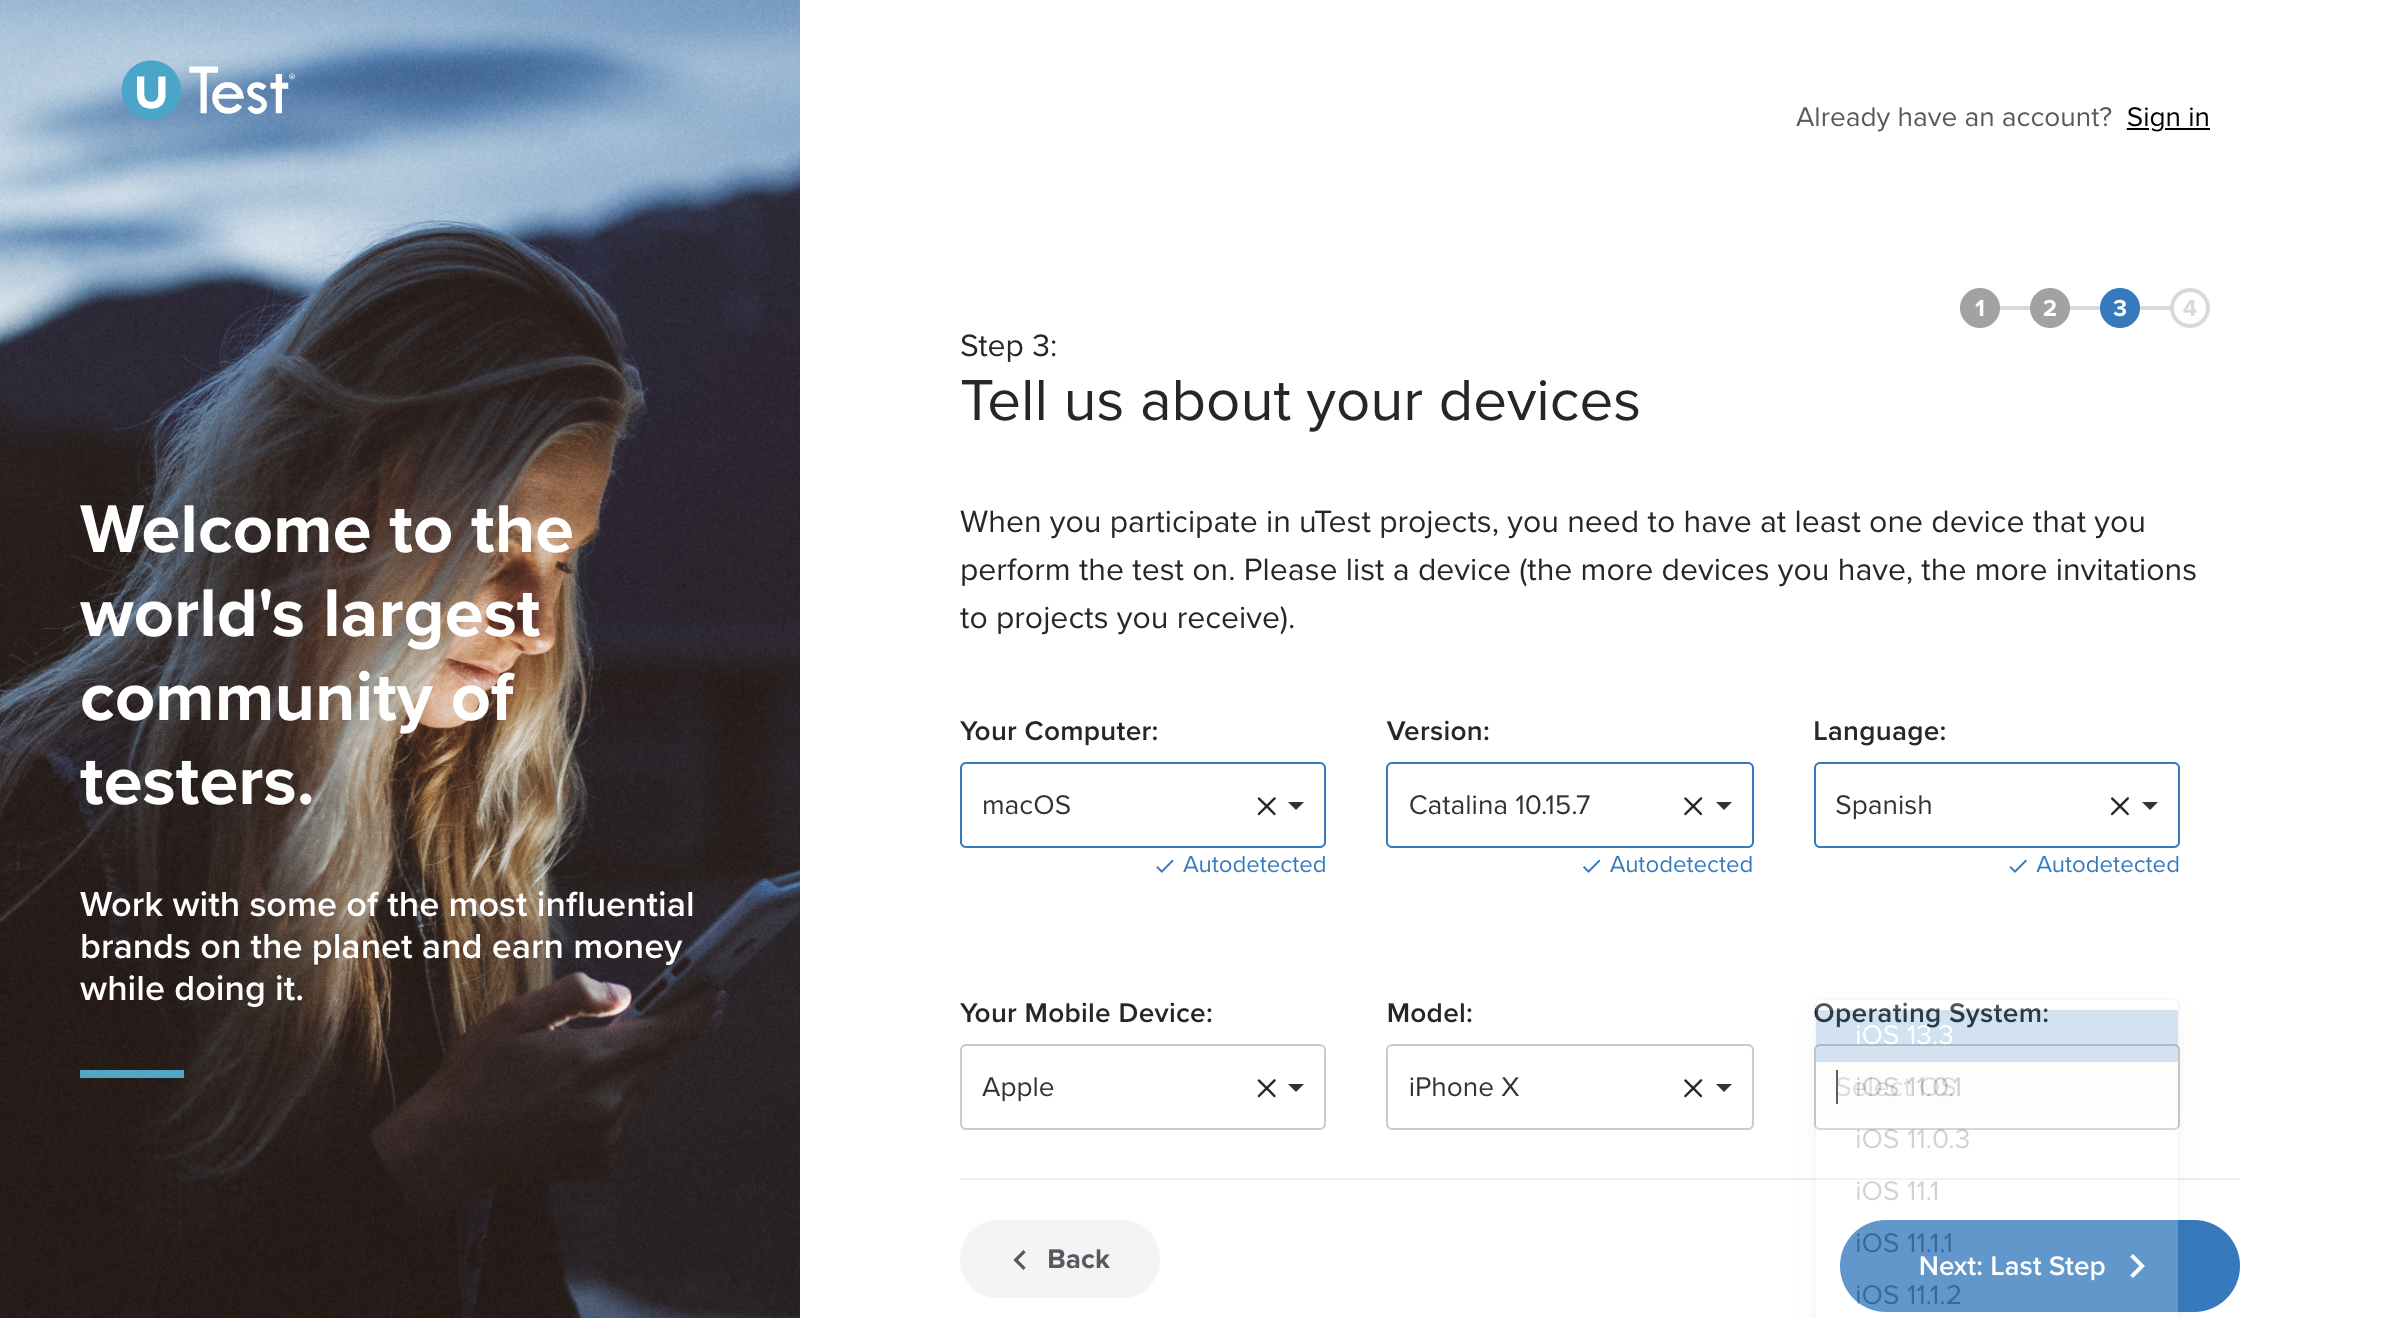 u Test®
Already have an account? Sign in
1 2 3 4
Step 3:
Tell us about your devices
When you participate in uTest projects, you need to have at least one device that you
perform the test on. Please list a device (the more devices you have, the more invitations
to projects you receive).
Welcome to the
world's largest
community of
testers.
Work with some of the most influential
brands on the planet and earn money
while doing it.
Your Computer: Version: Language:
macOS Catalina 10.15.7 Spanish
Autodetected Autodetected Autodetected
Your Mobile Device: Model: Operating System:
iOS 13.3
Apple iPhone X Select OS
iOS 11.0.1
iOS 11.0.3
iOS 11.1
iOS 11.1.1
Back Next: Last Step
iOS 11.1.2